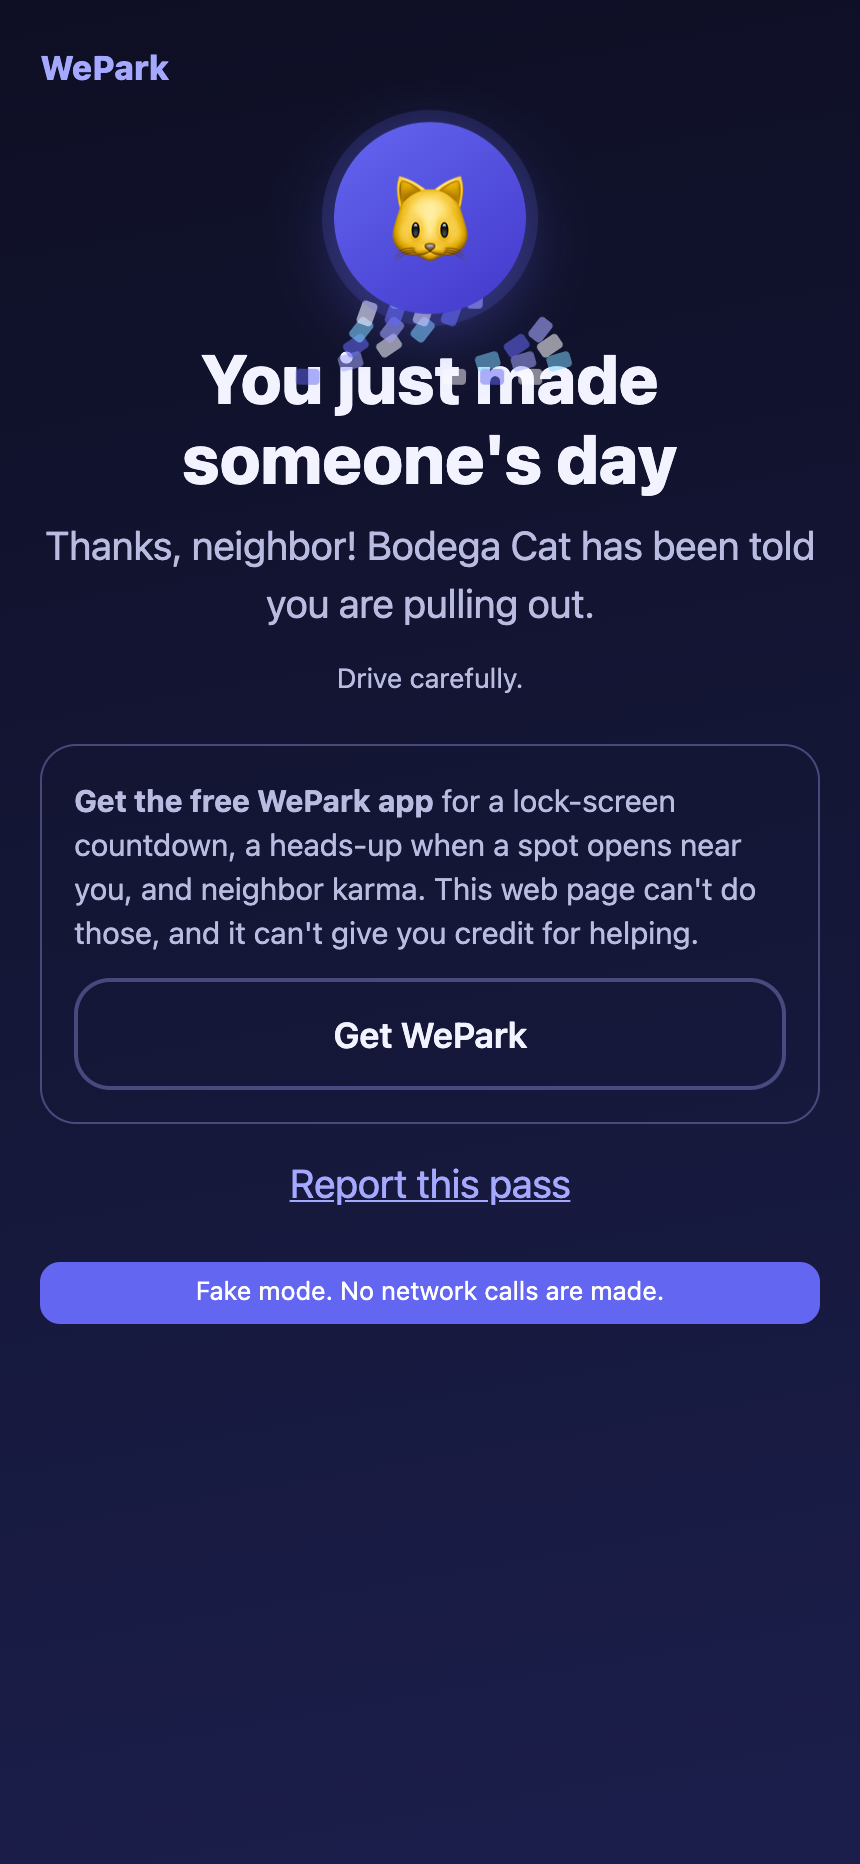 WePark
You just made
someone's day
Thanks, neighbor! Bodega Cat has been told
you are pulling out.
Drive carefully.
Get the free WePark app for a lock-screen
countdown, a heads-up when a spot opens near
you, and neighbor karma. This web page can't do
those, and it can't give you credit for helping.
Get WePark
Report this pass
Fake mode. No network calls are made.